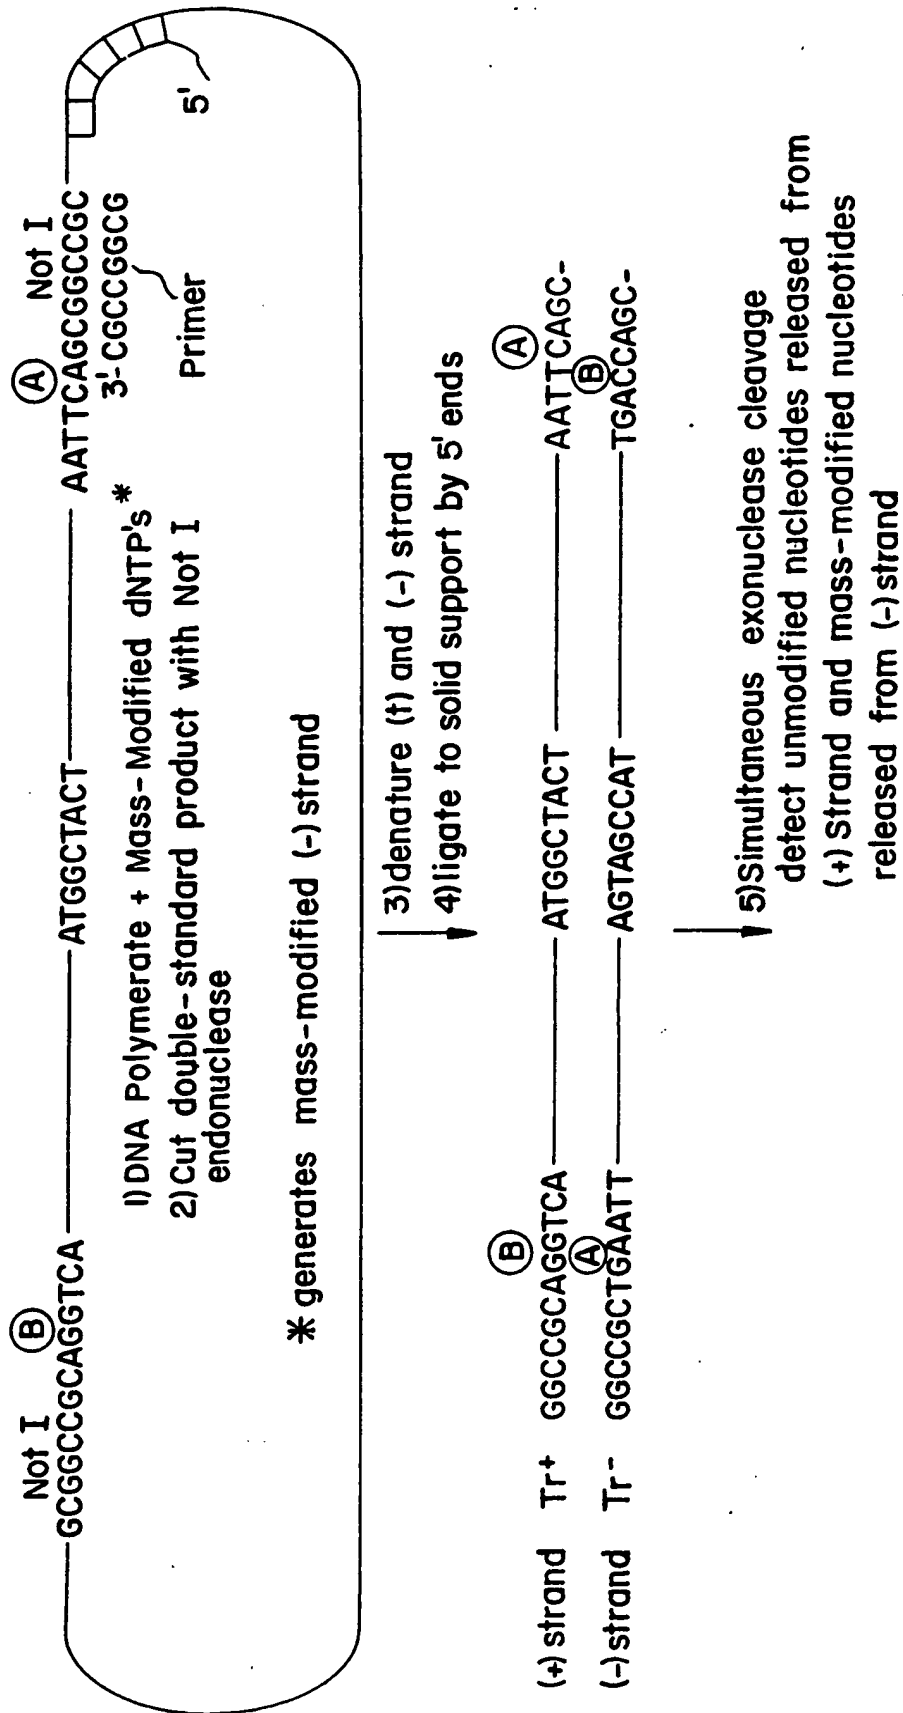 Not I
B
GCGGCCGCAGGTCA
ATGGCTACT
A
Not I
AATTCAGCGGCCGC
3'-CGCCGGCG
Primer
5'
1)DNA Polymerate + Mass-Modified dNTP's*
2)Cut double-standard product with Not I
endonuclease
*generates mass-modified (-)strand
3)denature (t) and (-) strand
4)ligate to solid support by 5' ends
B
A
(+)strand Tr+ GGCCGCAGGTCA ATGGCTACT AATTCAGC-
A
B
(-)strand Tr- GGCCGCTGAATT AGTAGCCAT TGACCAGC-
5)Simultaneous exonuclease cleavage
detect unmodified nucleotides released from
(+)strand and mass-modified nucleotides
released from (-)strand